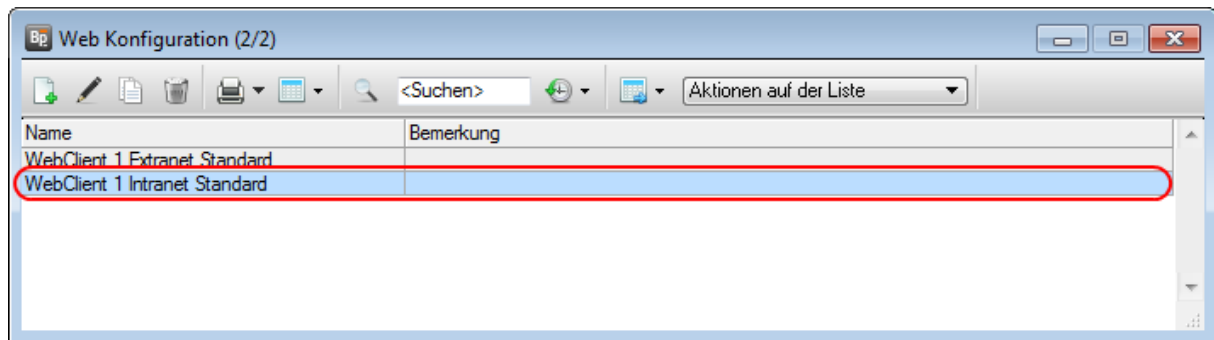 Bp Web Konfiguration (2/2)
<Suchen> Aktionen auf der Liste
Name Bemerkung
WebClient 1 Extranet Standard
WebClient 1 Intranet Standard